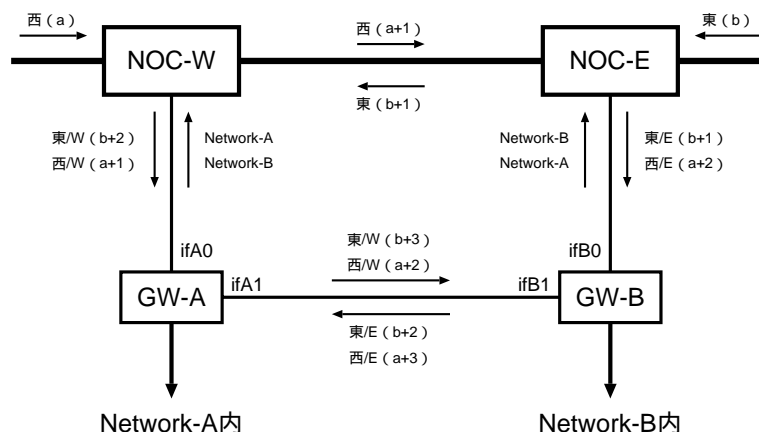 西(a)
西(a+1)
東(b)
NOC-W
NOC-E
東(b+1)
東/W(b+2)
西/W(a+1)
Network-A
Network-B
Network-B
Network-A
東/E(b+1)
西/E(a+2)
東/W(b+3)
西/W(a+2)
ifA0
ifB0
GW-A
ifA1
ifB1
GW-B
東/E(b+2)
西/E(a+3)
Network-A内
Network-B内